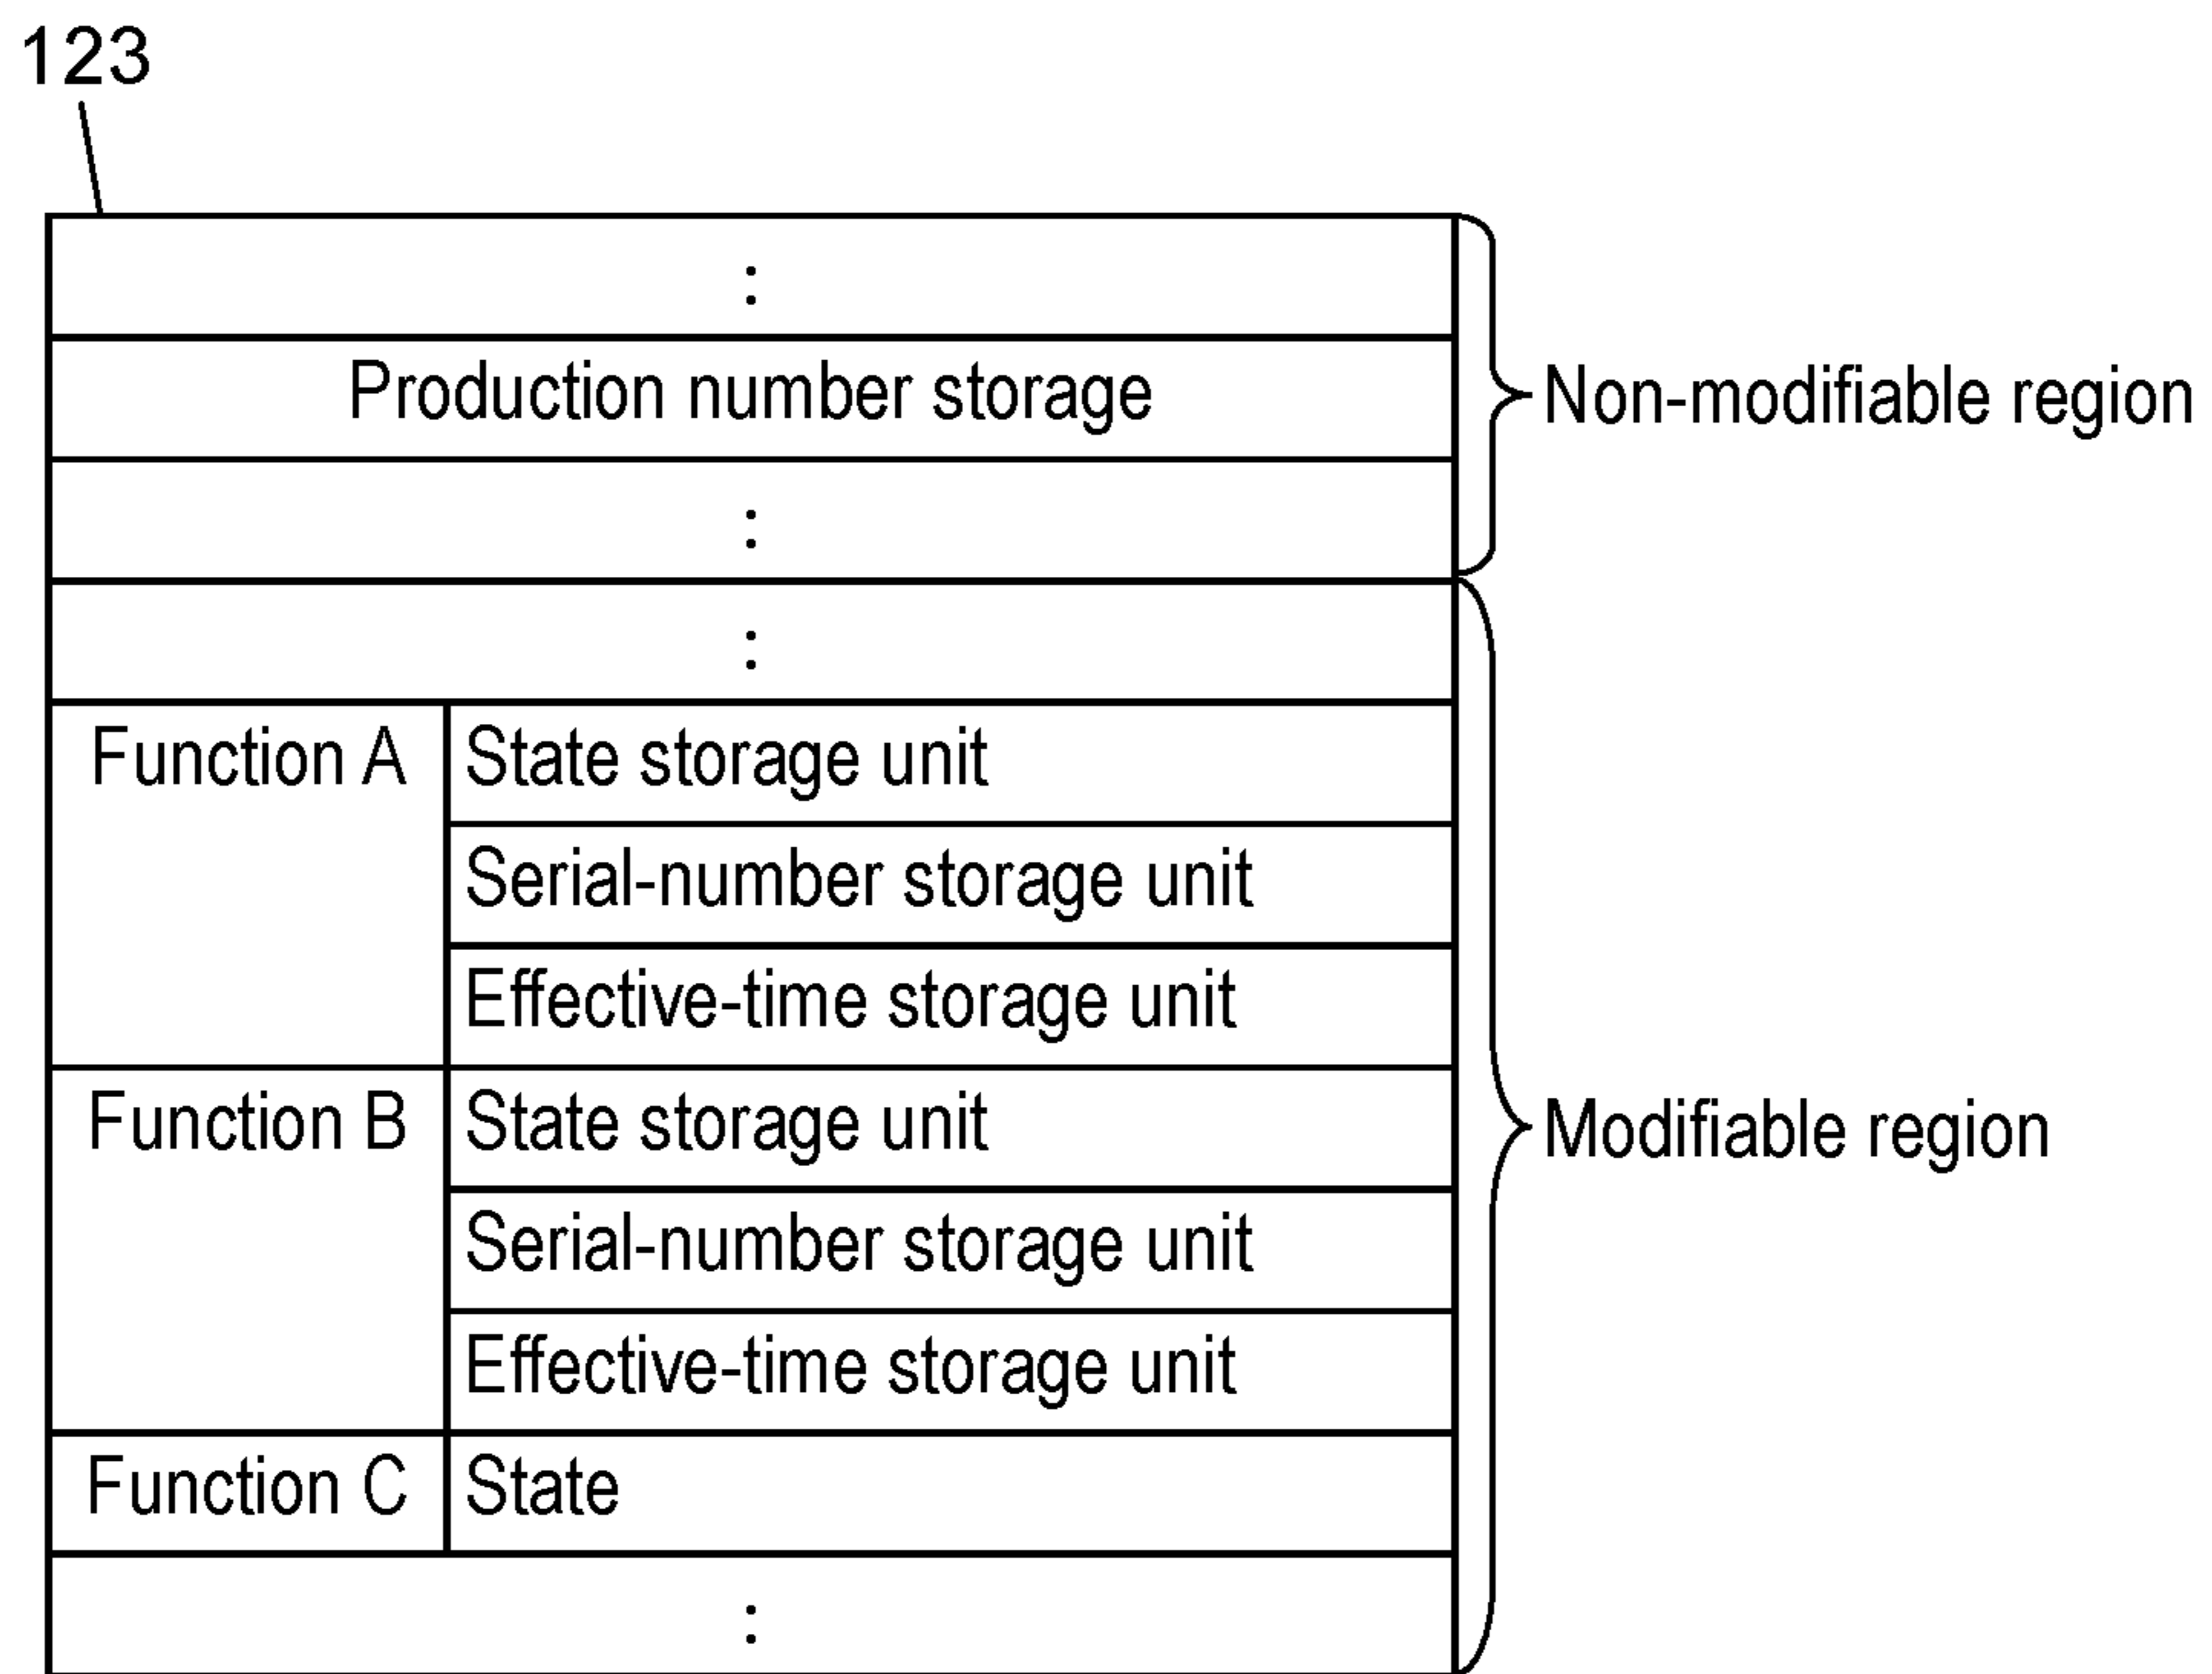 123
:
Production number storage
Non-modifiable region
:
:
Function A State storage unit
Serial-number storage unit
Effective-time storage unit
Function B State storage unit
Modifiable region
Serial-number storage unit
Effective-time storage unit
Function C State
: